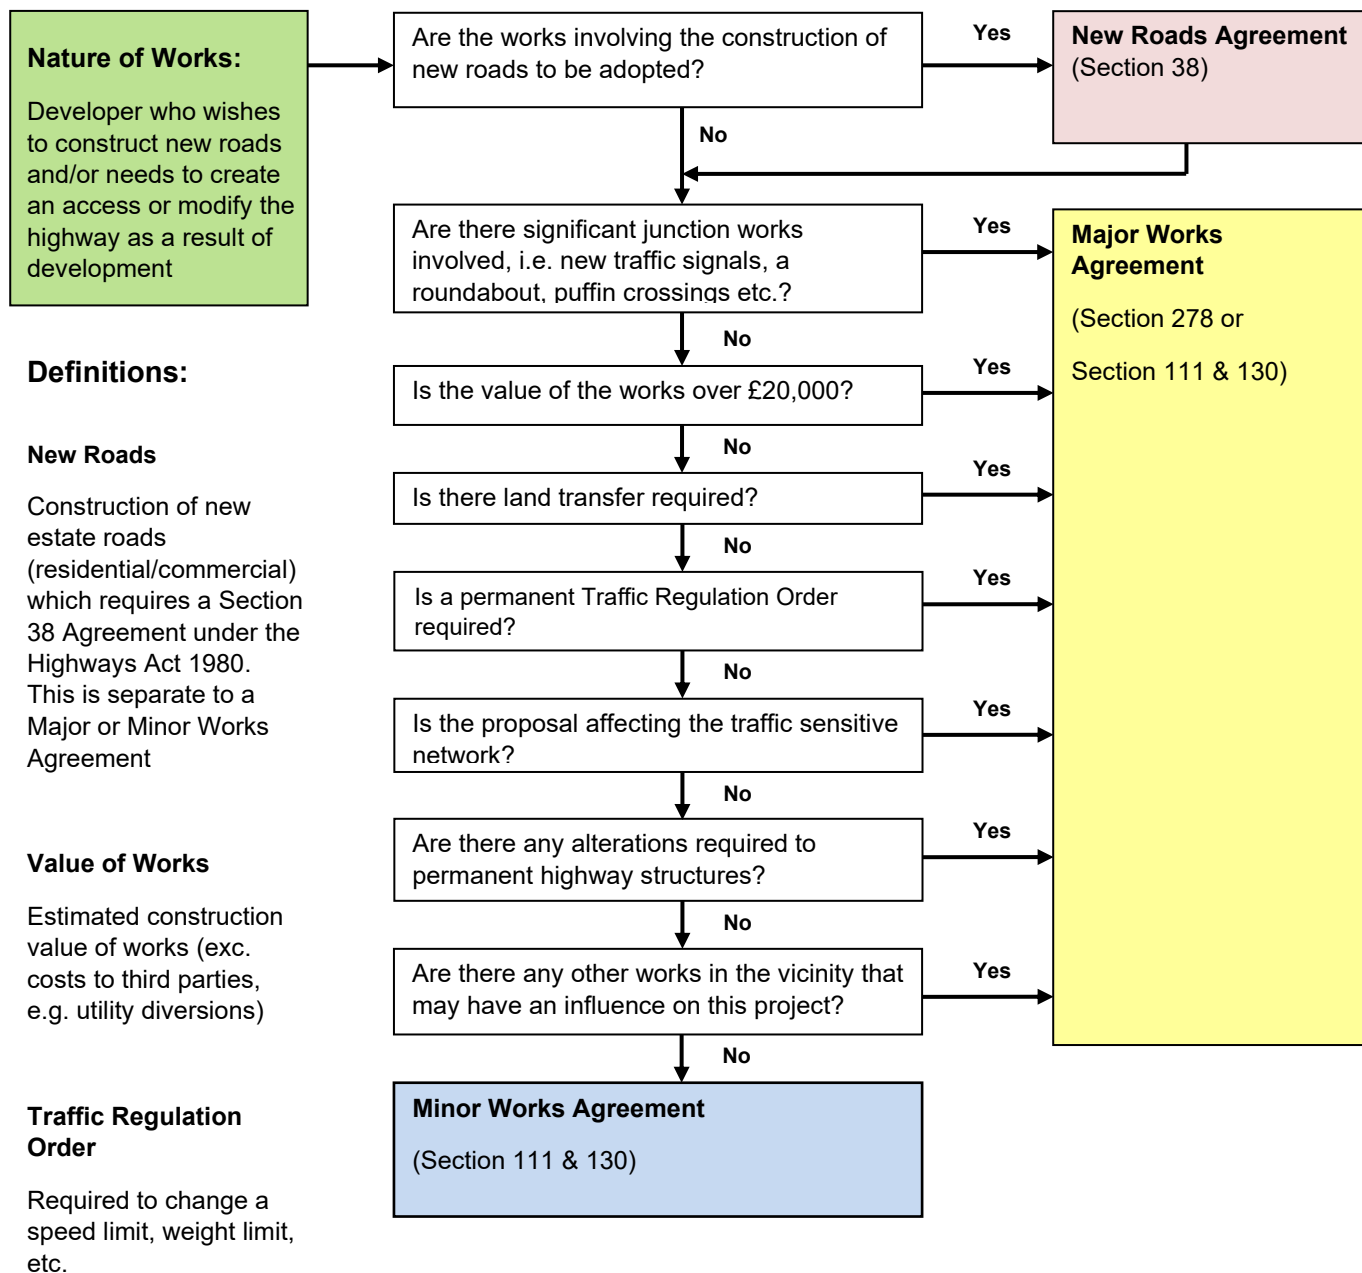 Nature of Works:
Developer who wishes
to construct new roads
and/or needs to create
an access or modify the
highway as a result of
development
Are the works involving the construction of
new roads to be adopted?
Yes
New Roads Agreement
(Section 38)
No
Are there significant junction works
involved, i.e. new traffic signals, a
roundabout, puffin crossings etc.?
Yes
Major Works
Agreement
(Section 278 or
Section 111 & 130)
No
Is the value of the works over £20,000?
Yes
No
Is there land transfer required?
Yes
No
Is a permanent Traffic Regulation Order
required?
Yes
No
Is the proposal affecting the traffic sensitive
network?
Yes
No
Are there any alterations required to
permanent highway structures?
Yes
No
Are there any other works in the vicinity that
may have an influence on this project?
Yes
No
Minor Works Agreement
(Section 111 & 130)
Definitions:
New Roads
Construction of new
estate roads
(residential/commercial)
which requires a Section
38 Agreement under the
Highways Act 1980.
This is separate to a
Major or Minor Works
Agreement
Value of Works
Estimated construction
value of works (exc.
costs to third parties,
e.g. utility diversions)
Traffic Regulation
Order
Required to change a
speed limit, weight limit,
etc.